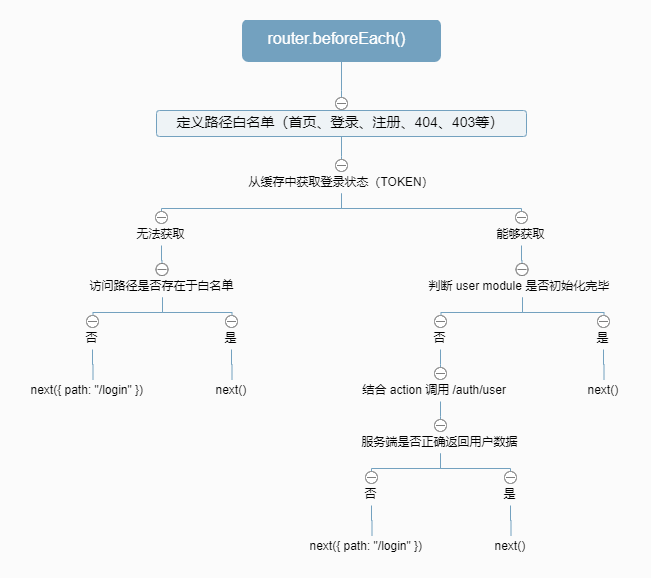 router.beforeEach()
定义路径白名单（首页、登录、注册、404、403等）
从缓存中获取登录状态（TOKEN）
无法获取
能够获取
访问路径是否存在于白名单
判断 user module 是否初始化完毕
否
是
否
是
next({ path: "/login" })
next()
结合 action 调用 /auth/user
next()
服务端是否正确返回用户数据
否
是
next({ path: "/login" })
next()